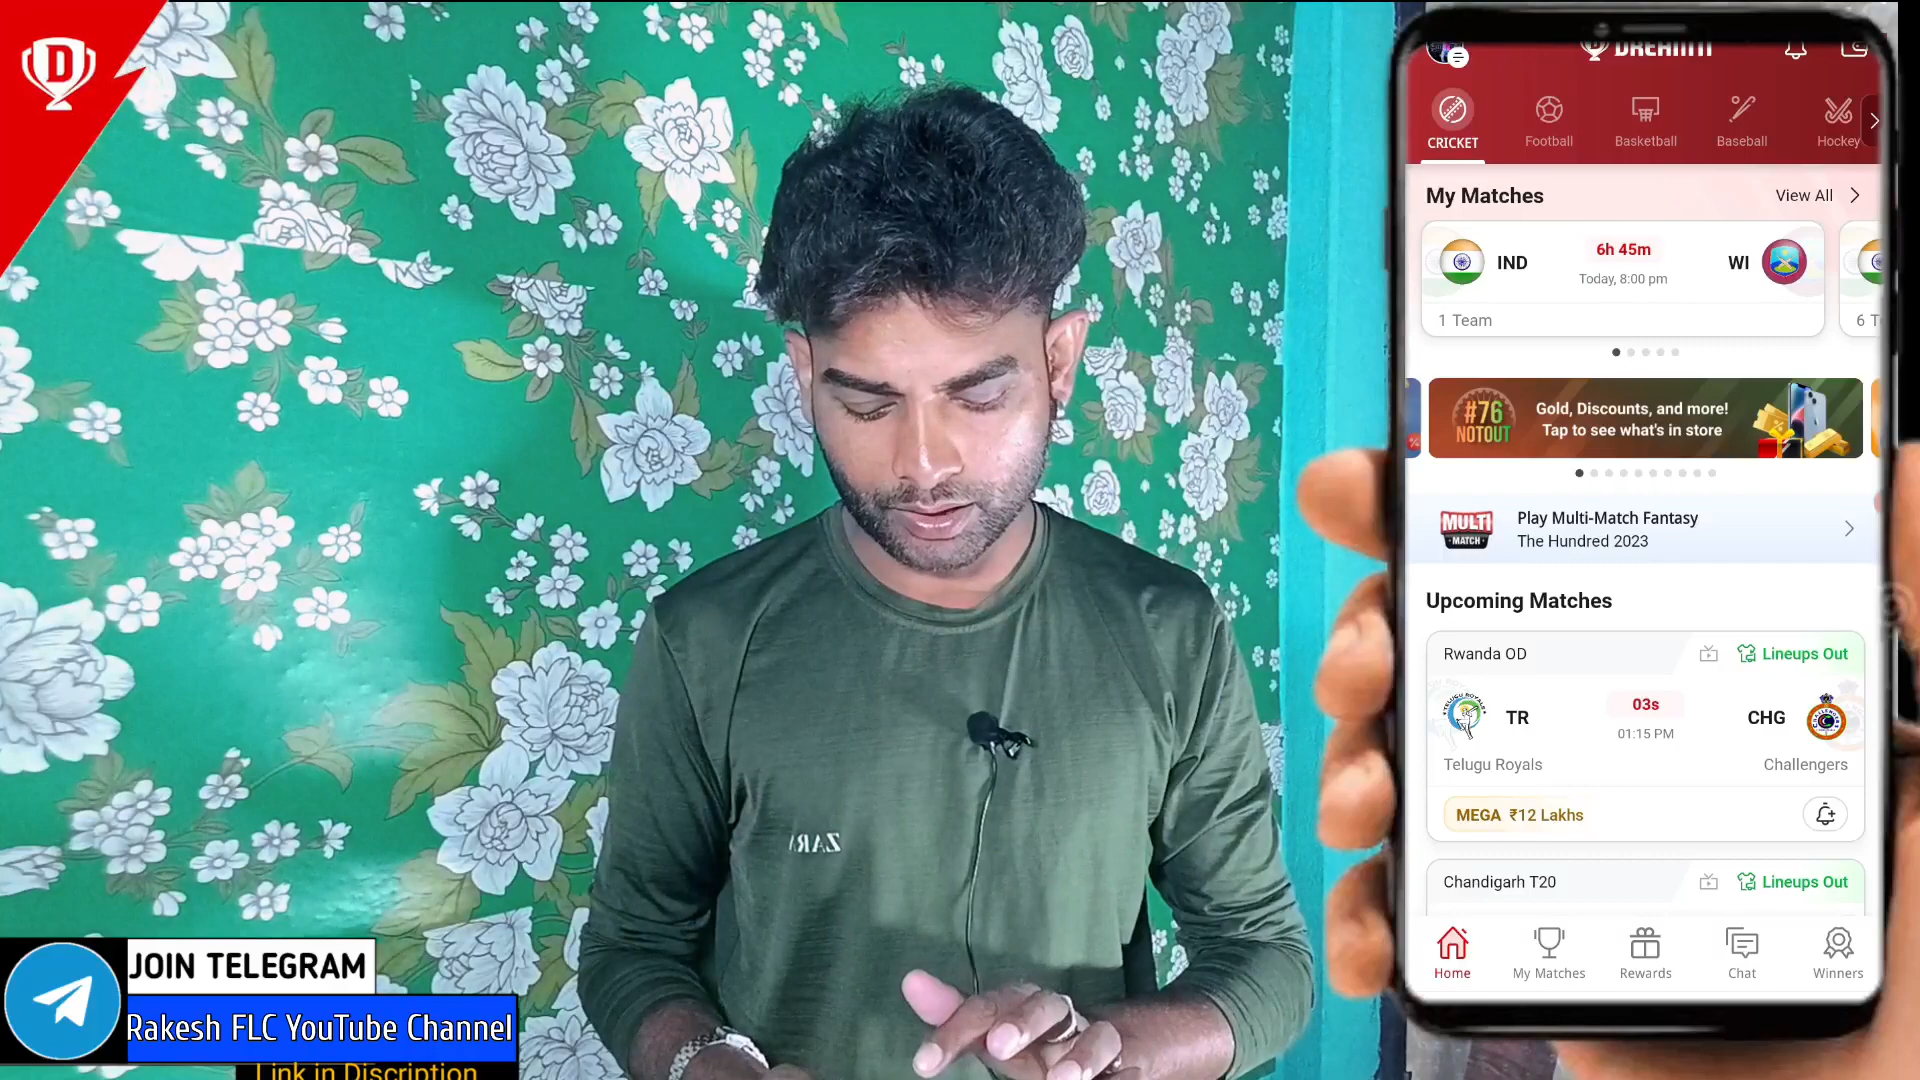 D
DREAM11
CRICKET
Football
Basketball
Baseball
Hockey
My Matches
View All
IND
6h 45m
Today, 8:00 pm
WI
1 Team
6 T
#76
NOTOUT
Gold, Discounts, and more!
Tap to see what's in store
MULTI
MATCH
Play Multi-Match Fantasy
The Hundred 2023
Upcoming Matches
Rwanda OD
Lineups Out
TR
03s
01:15 PM
CHG
Telugu Royals
Challengers
MEGA ₹12 Lakhs
Chandigarh T20
Lineups Out
Home
My Matches
Rewards
Chat
Winners
ZARA
JOIN TELEGRAM
Rakesh FLC YouTube Channel
Link in Discription